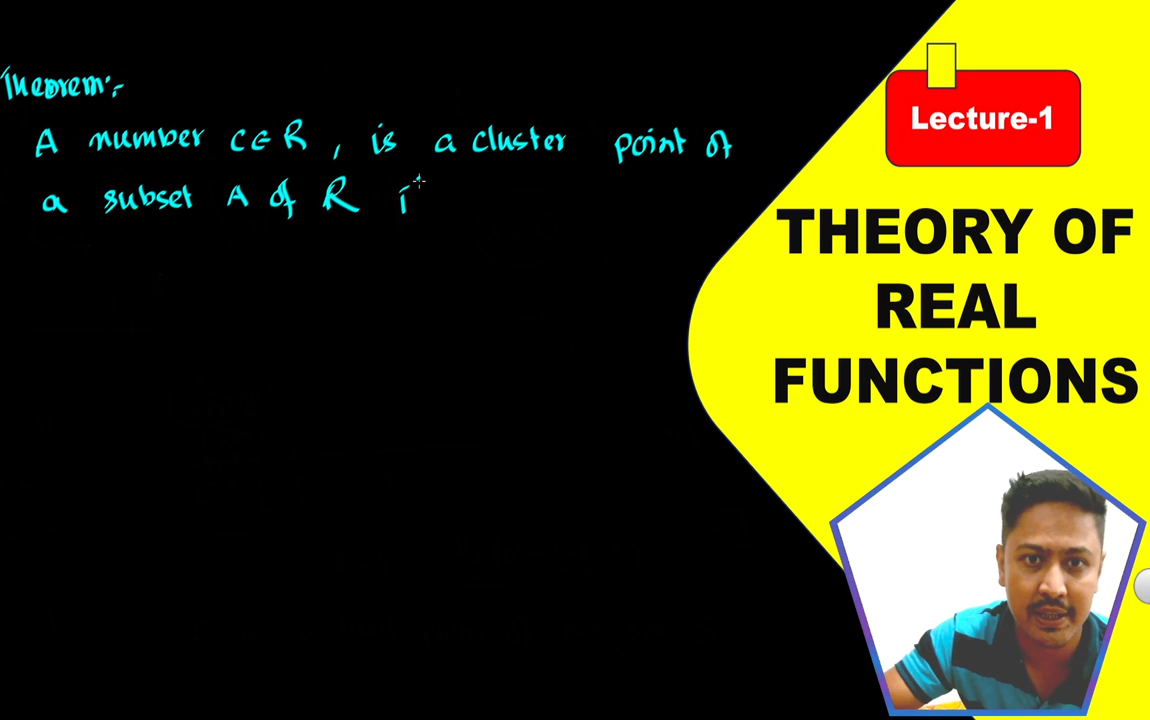 Theorem:-
A number c∈R, is a cluster point of
a subset A of R i
Lecture-1
THEORY OF
REAL
FUNCTIONS